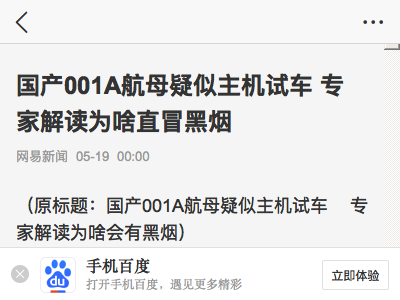 国产001A航母疑似主机试车 专
家解读为啥直冒黑烟
网易新闻 05-19 00:00
（原标题：国产001A航母疑似主机试车 专
家解读为啥会有黑烟）
du
手机百度
打开手机百度，遇见更多精彩
立即体验